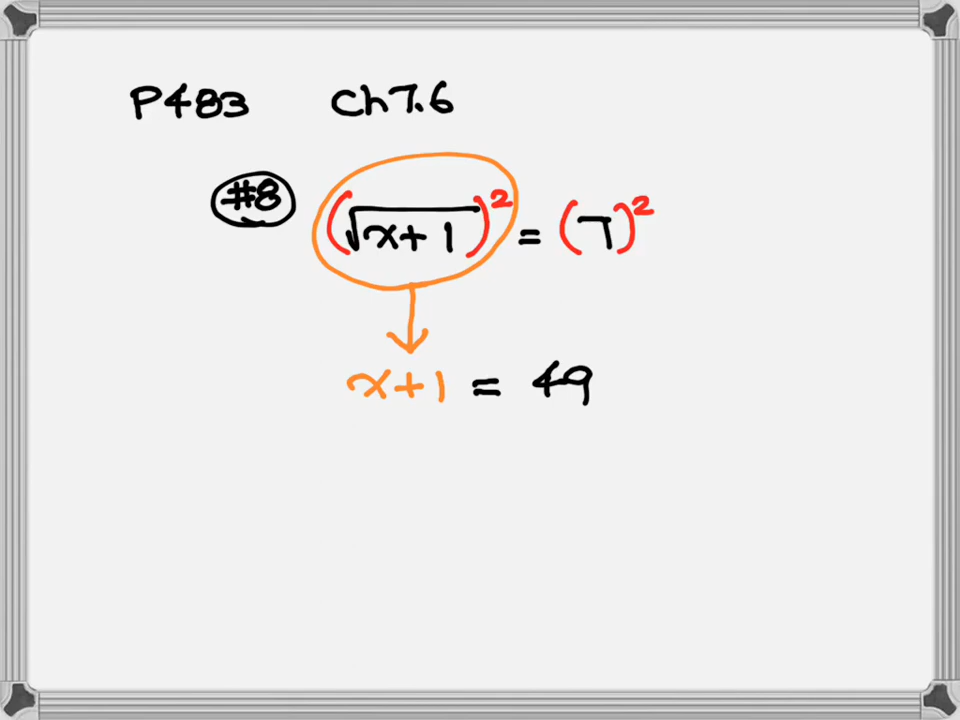 P483 Ch7.6
#8 (√x+1)² = (7)²
x+1 = 49